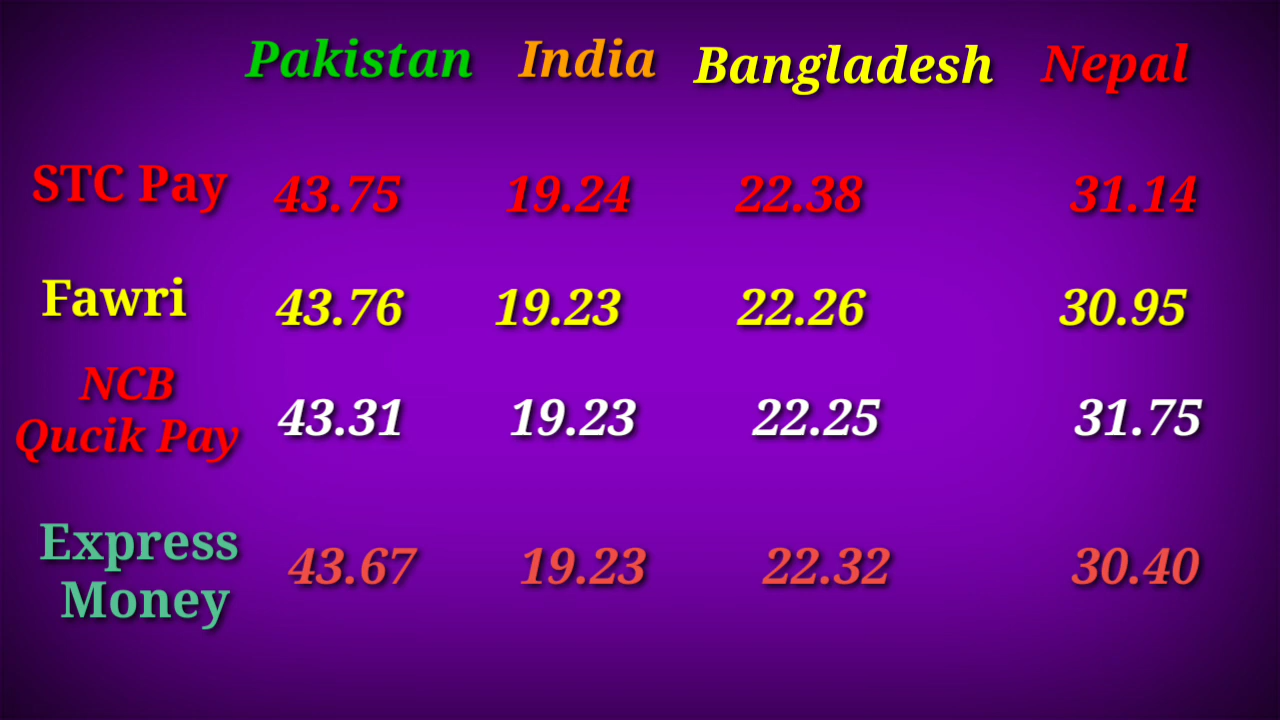 Pakistan India Bangladesh Nepal
STC Pay 43.75 19.24 22.38 31.14
Fawri 43.76 19.23 22.26 30.95
NCB
Qucik Pay 43.31 19.23 22.25 31.75
Express
Money 43.67 19.23 22.32 30.40